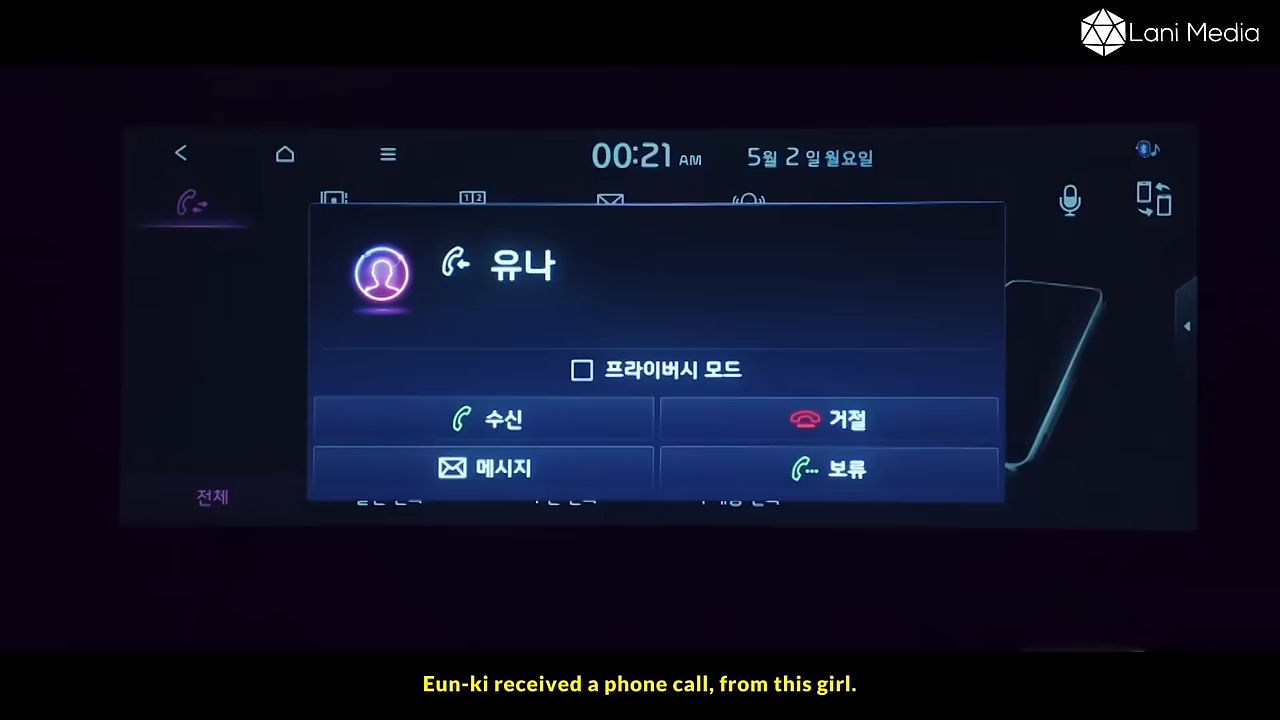 Lani Media
00:21 AM 5월 2일 월요일
1 2
유나
프라이버시 모드
수신 거절
메시지 보류
전체
Eun-ki received a phone call, from this girl.